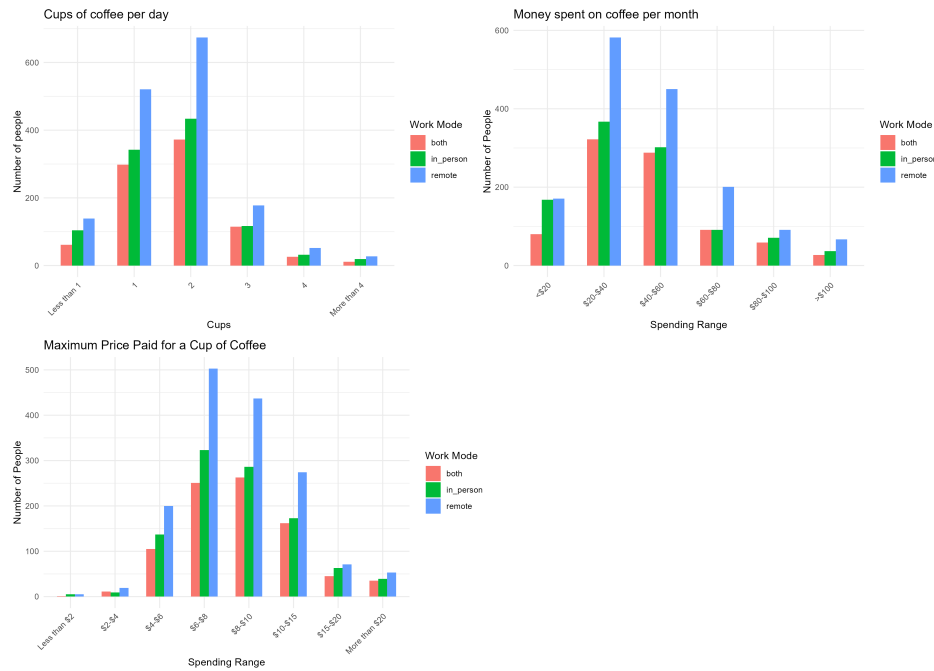 Cups of coffee per day
Number of people
600
400
200
0
Less than 1
1
2
3
4
More than 4
Cups
Work Mode
both
in_person
remote
Money spent on coffee per month
Number of People
600
400
200
0
<$20
$20-$40
$40-$60
$60-$80
$80-$100
>$100
Spending Range
Work Mode
both
in_person
remote
Maximum Price Paid for a Cup of Coffee
Number of People
500
400
300
200
100
0
Less than $2
$2-$4
$4-$6
$6-$8
$8-$10
$10-$15
$15-$20
More than $20
Spending Range
Work Mode
both
in_person
remote